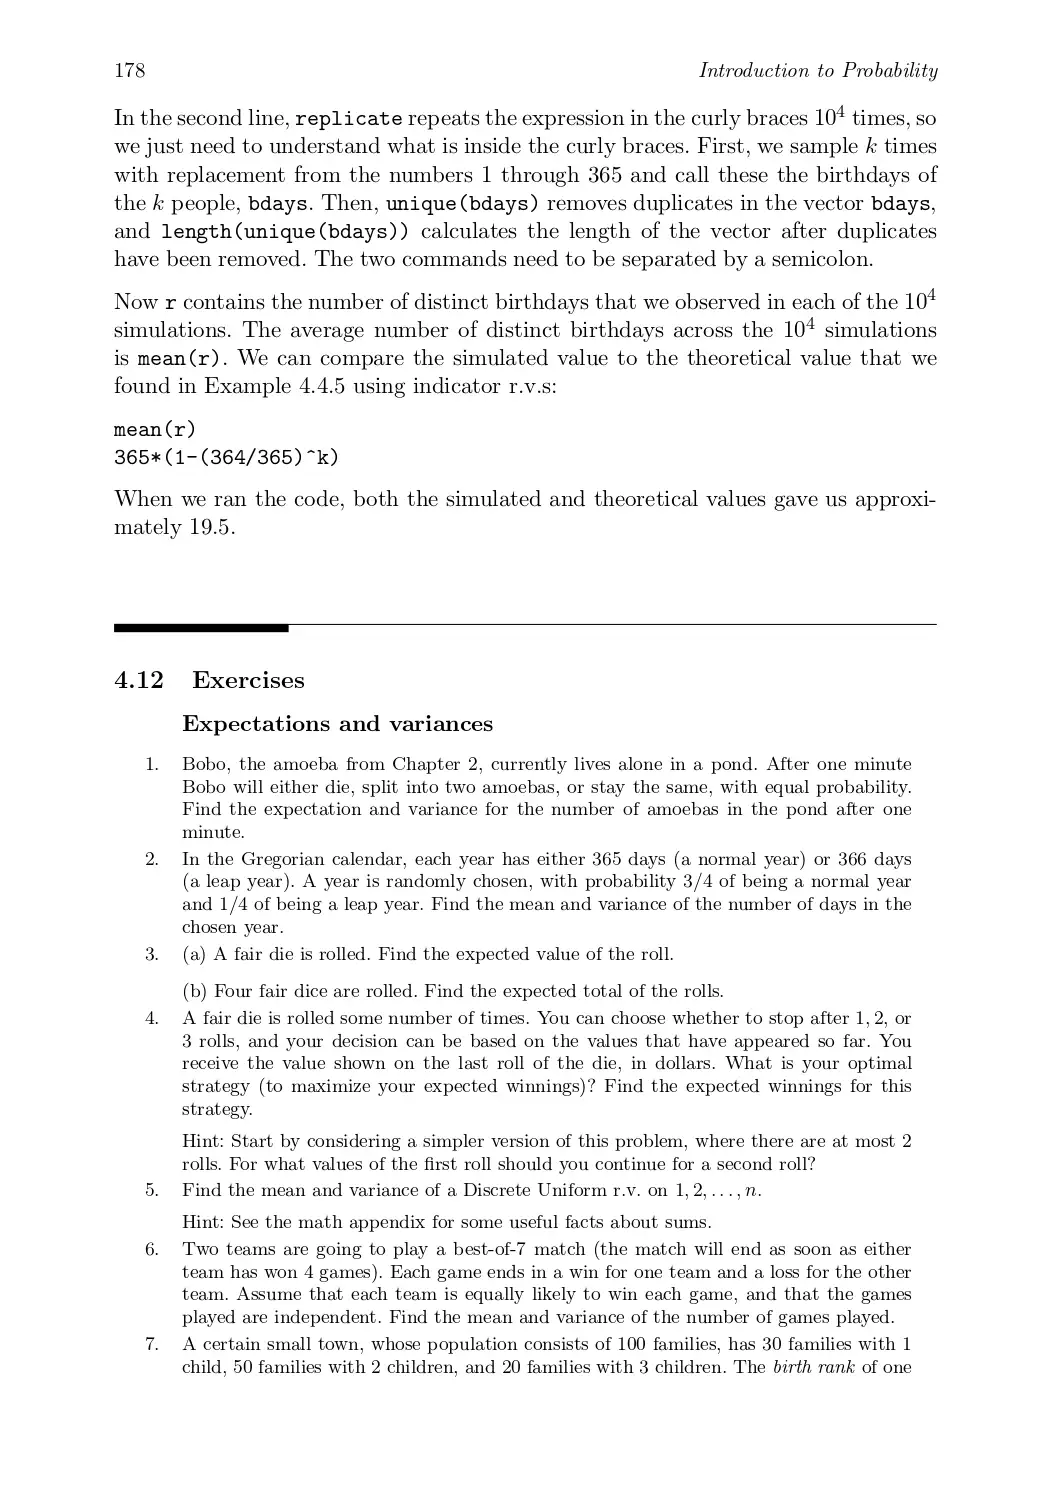 178 Introduction to Probability
In the second line, replicate repeats the expression in the curly braces 10⁴ times, so
we just need to understand what is inside the curly braces. First, we sample k times
with replacement from the numbers 1 through 365 and call these the birthdays of
the k people, bdays. Then, unique(bdays) removes duplicates in the vector bdays,
and length(unique(bdays)) calculates the length of the vector after duplicates
have been removed. The two commands need to be separated by a semicolon.
Now r contains the number of distinct birthdays that we observed in each of the 10⁴
simulations. The average number of distinct birthdays across the 10⁴ simulations
is mean(r). We can compare the simulated value to the theoretical value that we
found in Example 4.4.5 using indicator r.v.s:
mean(r)
365*(1-(364/365)^k)
When we ran the code, both the simulated and theoretical values gave us approxi-
mately 19.5.
4.12 Exercises
Expectations and variances
1. Bobo, the amoeba from Chapter 2, currently lives alone in a pond. After one minute
Bobo will either die, split into two amoebas, or stay the same, with equal probability.
Find the expectation and variance for the number of amoebas in the pond after one
minute.
2. In the Gregorian calendar, each year has either 365 days (a normal year) or 366 days
(a leap year). A year is randomly chosen, with probability 3/4 of being a normal year
and 1/4 of being a leap year. Find the mean and variance of the number of days in the
chosen year.
3. (a) A fair die is rolled. Find the expected value of the roll.
(b) Four fair dice are rolled. Find the expected total of the rolls.
4. A fair die is rolled some number of times. You can choose whether to stop after 1, 2, or
3 rolls, and your decision can be based on the values that have appeared so far. You
receive the value shown on the last roll of the die, in dollars. What is your optimal
strategy (to maximize your expected winnings)? Find the expected winnings for this
strategy.
Hint: Start by considering a simpler version of this problem, where there are at most 2
rolls. For what values of the first roll should you continue for a second roll?
5. Find the mean and variance of a Discrete Uniform r.v. on 1, 2, . . . , n.
Hint: See the math appendix for some useful facts about sums.
6. Two teams are going to play a best-of-7 match (the match will end as soon as either
team has won 4 games). Each game ends in a win for one team and a loss for the other
team. Assume that each team is equally likely to win each game, and that the games
played are independent. Find the mean and variance of the number of games played.
7. A certain small town, whose population consists of 100 families, has 30 families with 1
child, 50 families with 2 children, and 20 families with 3 children. The birth rank of one